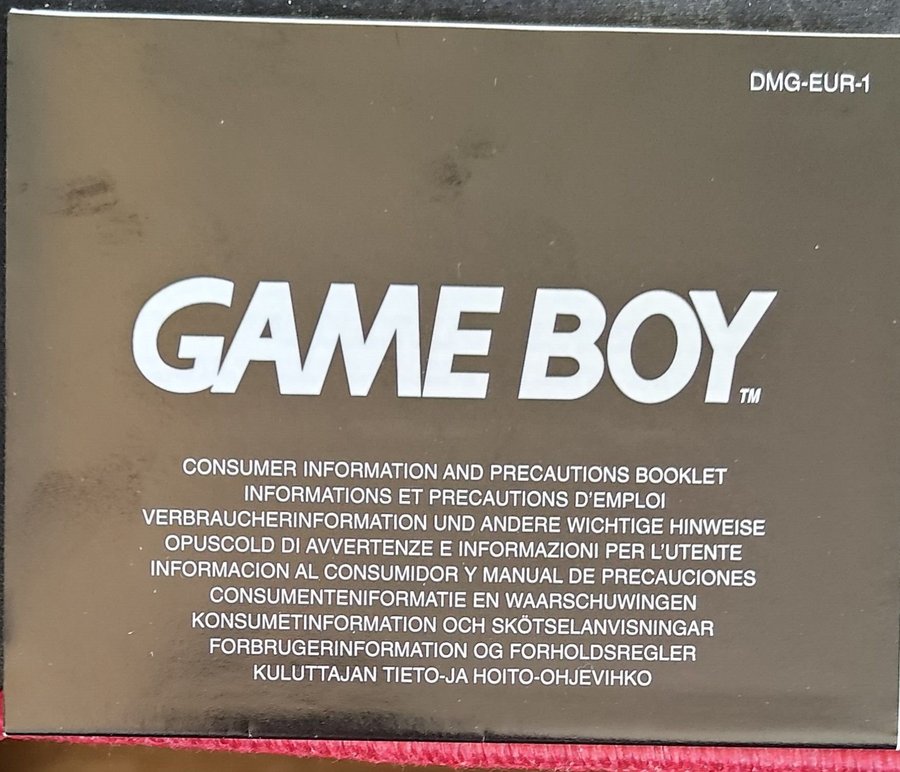 DMG-EUR-1
GAME BOY™
CONSUMER INFORMATION AND PRECAUTIONS BOOKLET
INFORMATIONS ET PRECAUTIONS D'EMPLOI
VERBRAUCHERINFORMATION UND ANDERE WICHTIGE HINWEISE
OPUSCOLD DI AVVERTENZE E INFORMAZIONI PER L'UTENTE
INFORMACION AL CONSUMIDOR Y MANUAL DE PRECAUCIONES
CONSUMENTENIFORMATIE EN WAARSCHUWINGEN
KONSUMETINFORMATION OCH SKÖTSELANVISNINGAR
FORBRUGERINFORMATION OG FORHOLDSREGLER
KULUTTAJAN TIETO-JA HOITO-OHJEVIHKO